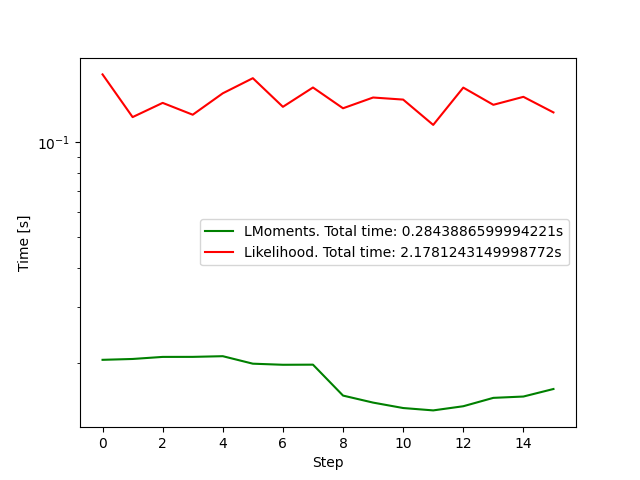 10⁻¹
Time [s]
LMoments. Total time: 0.2843886599994221s
Likelihood. Total time: 2.1781243149998772s
0 2 4 6 8 10 12 14
Step